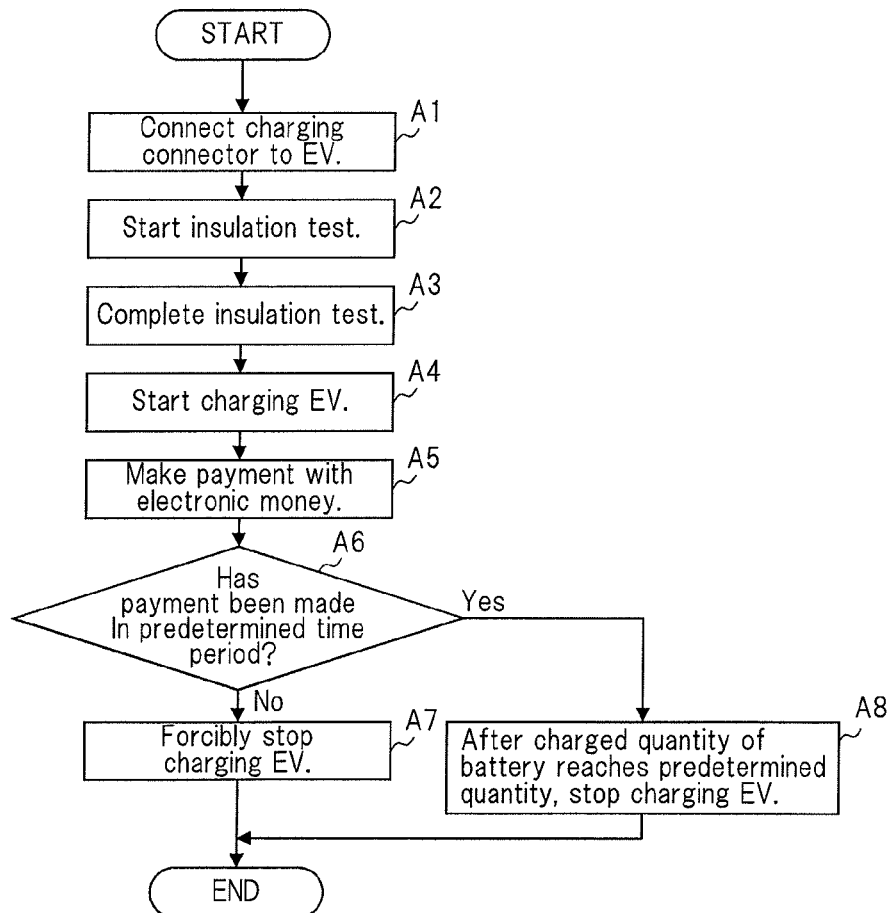 START
A1
Connect charging
connector to EV.
A2
Start insulation test.
A3
Complete insulation test.
A4
Start charging EV.
A5
Make payment with
electronic money.
A6
Has
payment been made
In predetermined time
period?
Yes
No
A7
Forcibly stop
charging EV.
A8
After charged quantity of
battery reaches predetermined
quantity, stop charging EV.
END